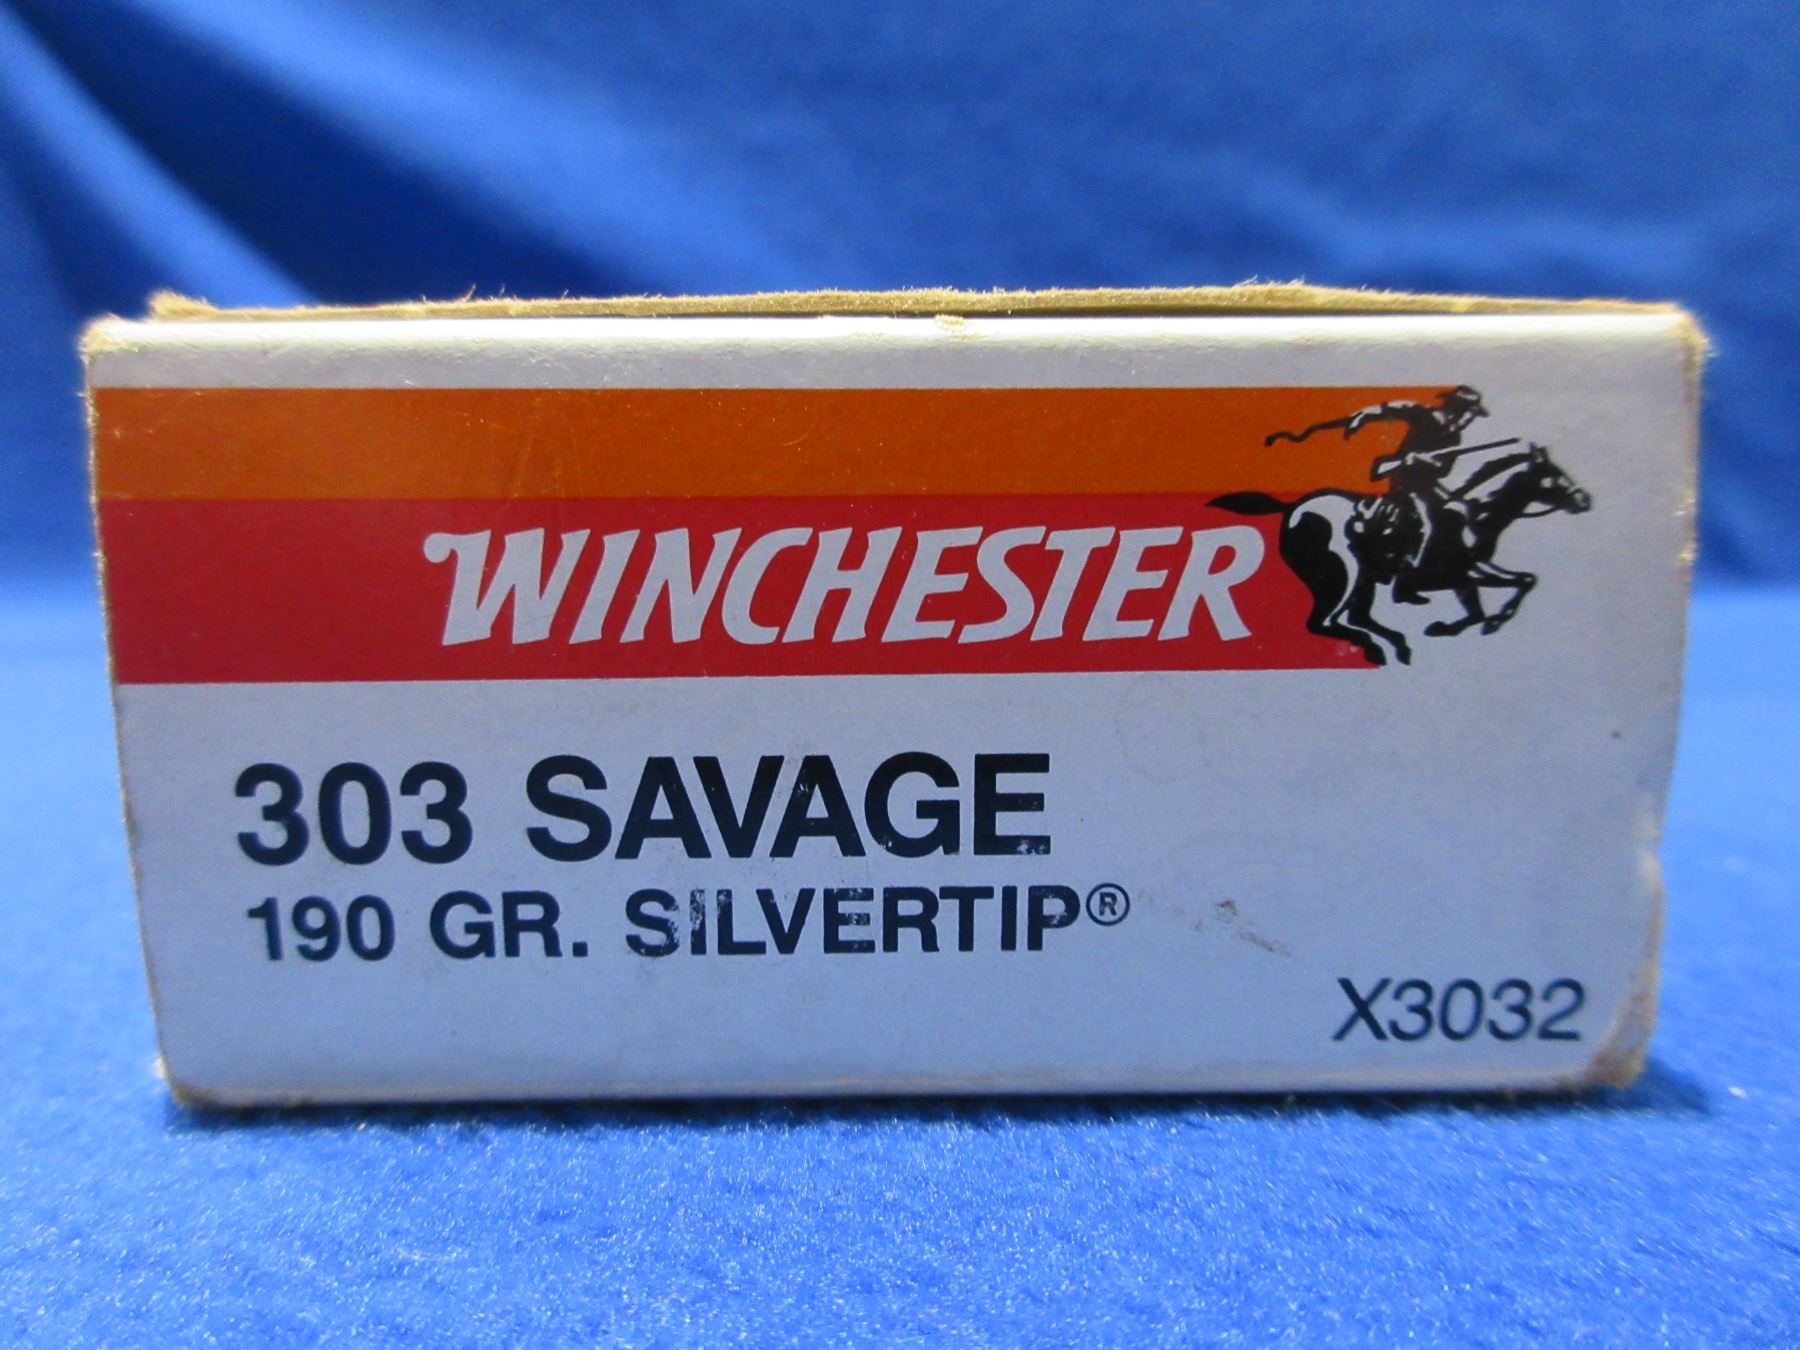 WINCHESTER
303 SAVAGE
190 GR. SILVERTIP®
X3032